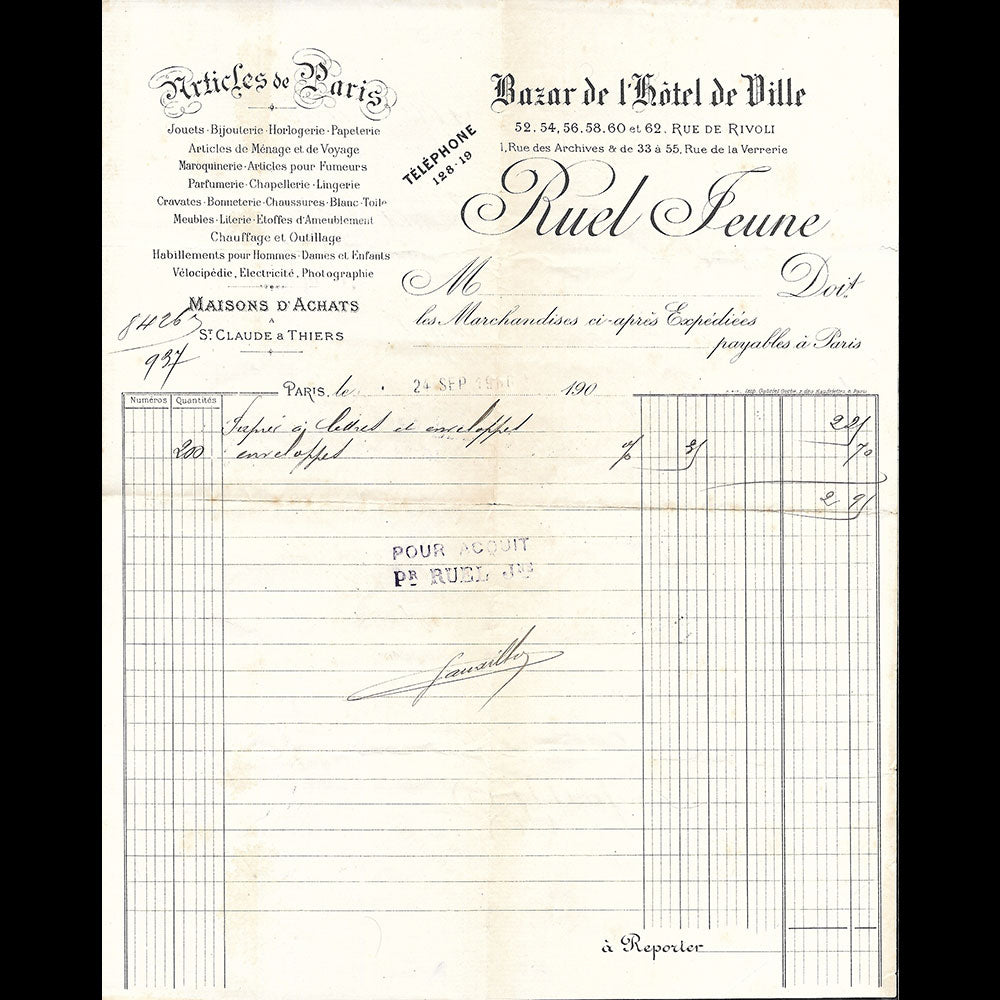 Articles de Paris
Jouets-Bijouterie-Horlogerie-Papeterie
Articles de Ménage et de Voyage
Maroquinerie-Articles pour Fumeurs
Parfumerie-Chapellerie-Lingerie
Cravates-Bonneterie-Chaussures-Blanc-Toile
Meubles-Literie-Etoffes d'Ameublement
Chauffage et Outillage
Habillements pour Hommes-Dames et Enfants
Vélocipédie, Electricité, Photographie
MAISONS D'ACHATS
A
ST CLAUDE & THIERS
8426
937
TÉLÉPHONE
128-19
Bazar de l'Hôtel de Ville
52, 54, 56, 58, 60 et 62, RUE DE RIVOLI
1, Rue des Archives & de 33 à 55, Rue de la Verrerie
Ruel Jeune
M Doit
les Marchandises ci-après Expédiées
payables à Paris
PARIS, le 24 SEP 190
Numéros Quantités
Papier à lettres et enveloppes
200 enveloppes %
70
POUR ACQUIT
PR RUEL JNE
à Reporter